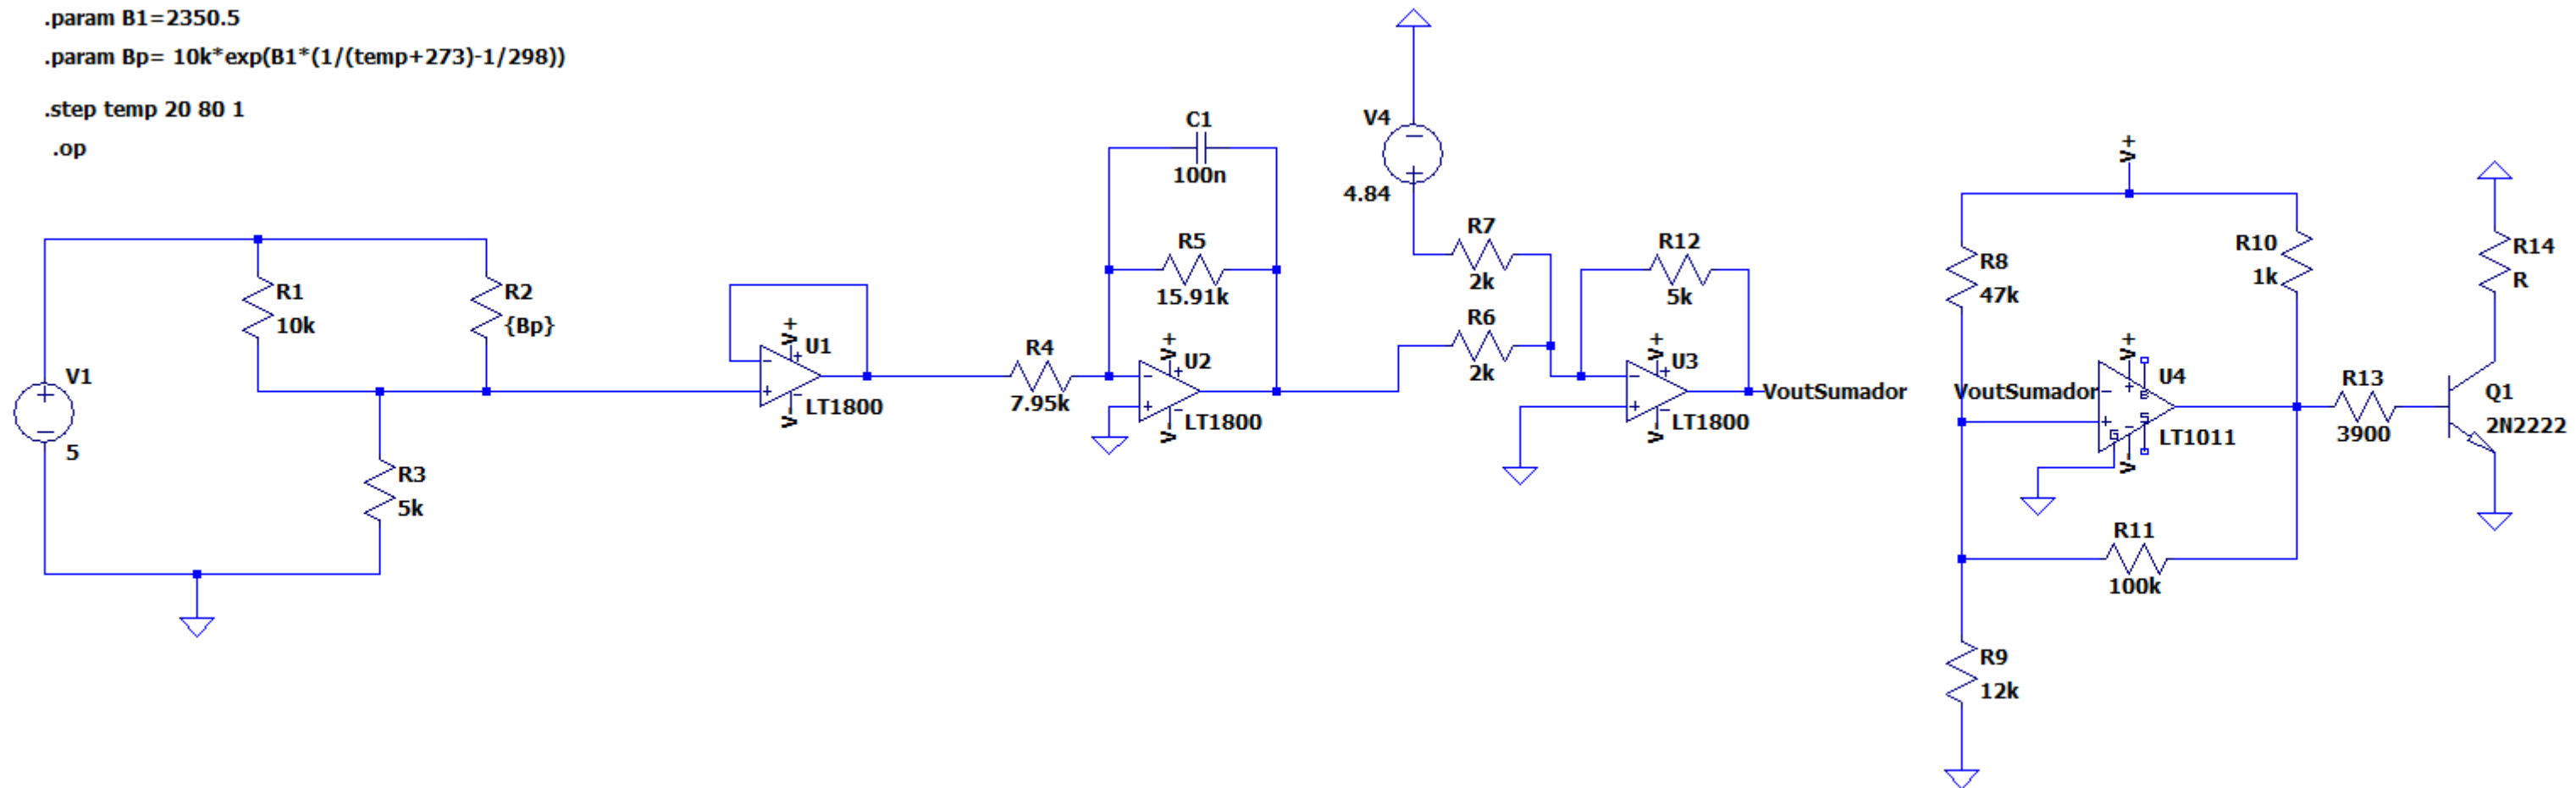 .param B1=2350.5
.param Bp= 10k*exp(B1*(1/(temp+273)-1/298))
.step temp 20 80 1
.op
V1
5
R1
10k
R2
{Bp}
R3
5k
V+
U1
LT1800
V-
R4
7.95k
C1
100n
R5
15.91k
V+
U2
LT1800
V-
V4
4.84
R7
2k
R6
2k
R12
5k
V+
U3
LT1800
V-
VoutSumador
V+
R8
47k
R10
1k
VoutSumador
V+
U4
B
S
G
LT1011
V-
R11
100k
R9
12k
R13
3900
R14
R
Q1
2N2222